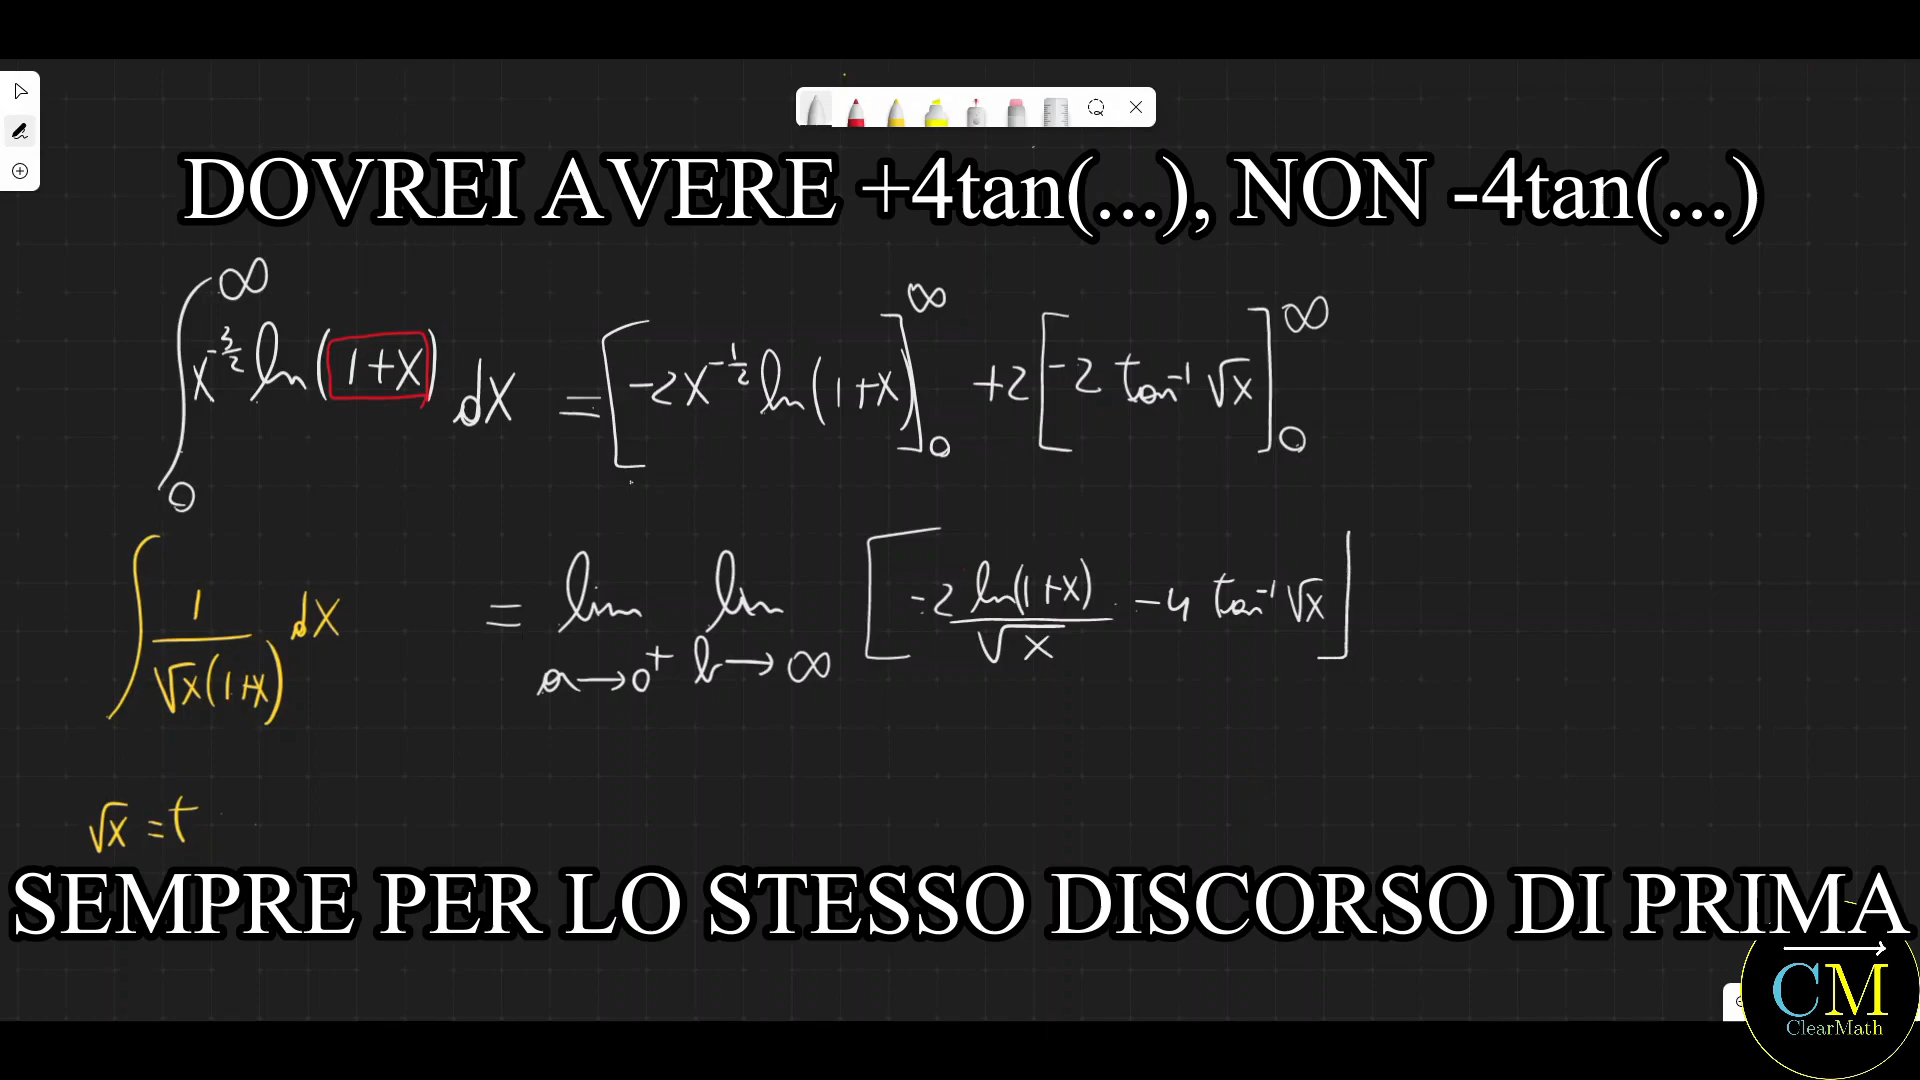 DOVREI AVERE +4tan(...), NON -4tan(...)
∫₀^∞ x^{-3/2} ln(1+x) dx = [-2x^{-1/2} ln(1+x)]₀^∞ +2[-2 tan⁻¹ √x]₀^∞
∫ 1/(√x(1+x)) dx = lim a→0⁺ lim b→∞ [-2 ln(1+x)/√x -4 tan⁻¹ √x]
√x = t
SEMPRE PER LO STESSO DISCORSO DI PRIMA
CM
ClearMath